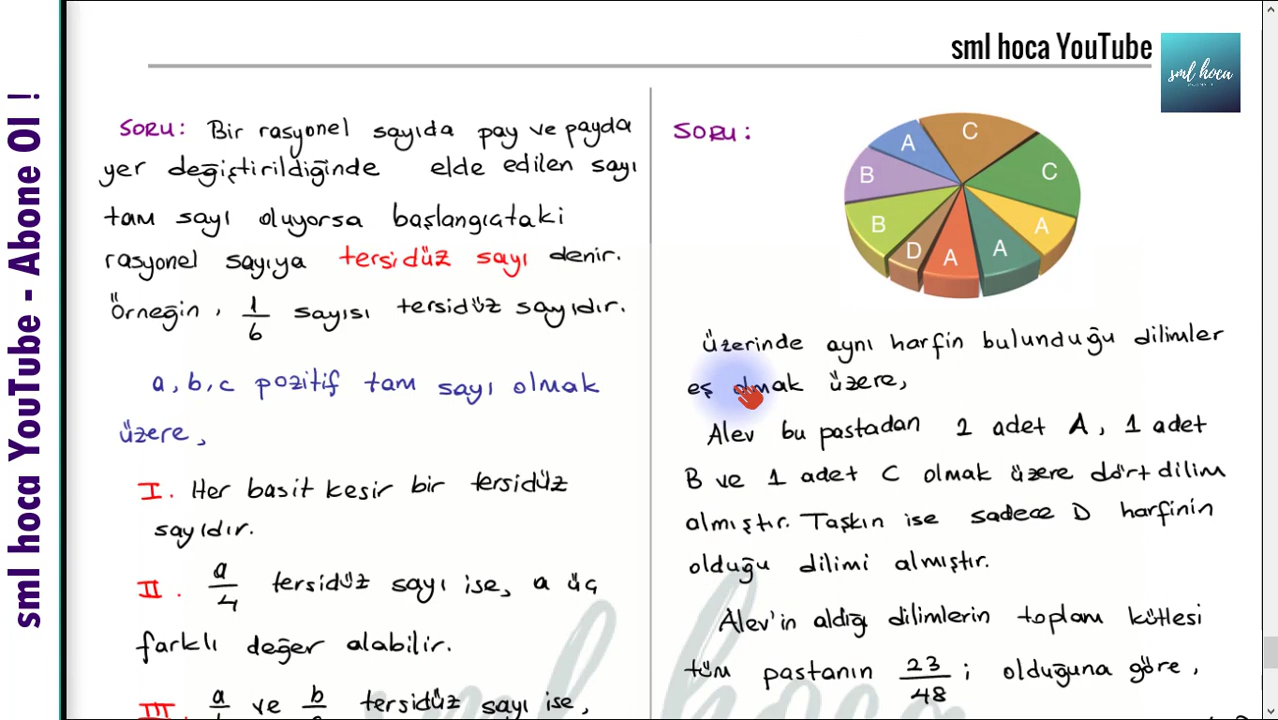 sml hoca YouTube - Abone Ol !
sml hoca YouTube
sml hoca
SORU: Bir rasyonel sayıda pay ve payda
yer değiştirildiğinde elde edilen sayı
tam sayı oluyorsa başlangıçtaki
rasyonel sayıya tersidüz sayı denir.
Örneğin, 1/6 sayısı tersidüz sayıdır.
a, b, c pozitif tam sayı olmak
üzere,
I. Her basit kesir bir tersidüz
sayıdır.
II. a/4 tersidüz sayı ise, a üç
farklı değer alabilir.
III. a ve b tersidüz sayı ise,
SORU:
C
A
C
B
B
A
D
A
A
üzerinde aynı harfin bulunduğu dilimler
eş olmak üzere,
Alev bu pastadan 2 adet A, 1 adet
B ve 1 adet C olmak üzere dört dilim
almıştır. Taşkın ise sadece D harfinin
olduğu dilimi almıştır.
Alev'in aldığı dilimlerin toplam kütlesi
tüm pastanın 23/48 i olduğuna göre,
sml hoca